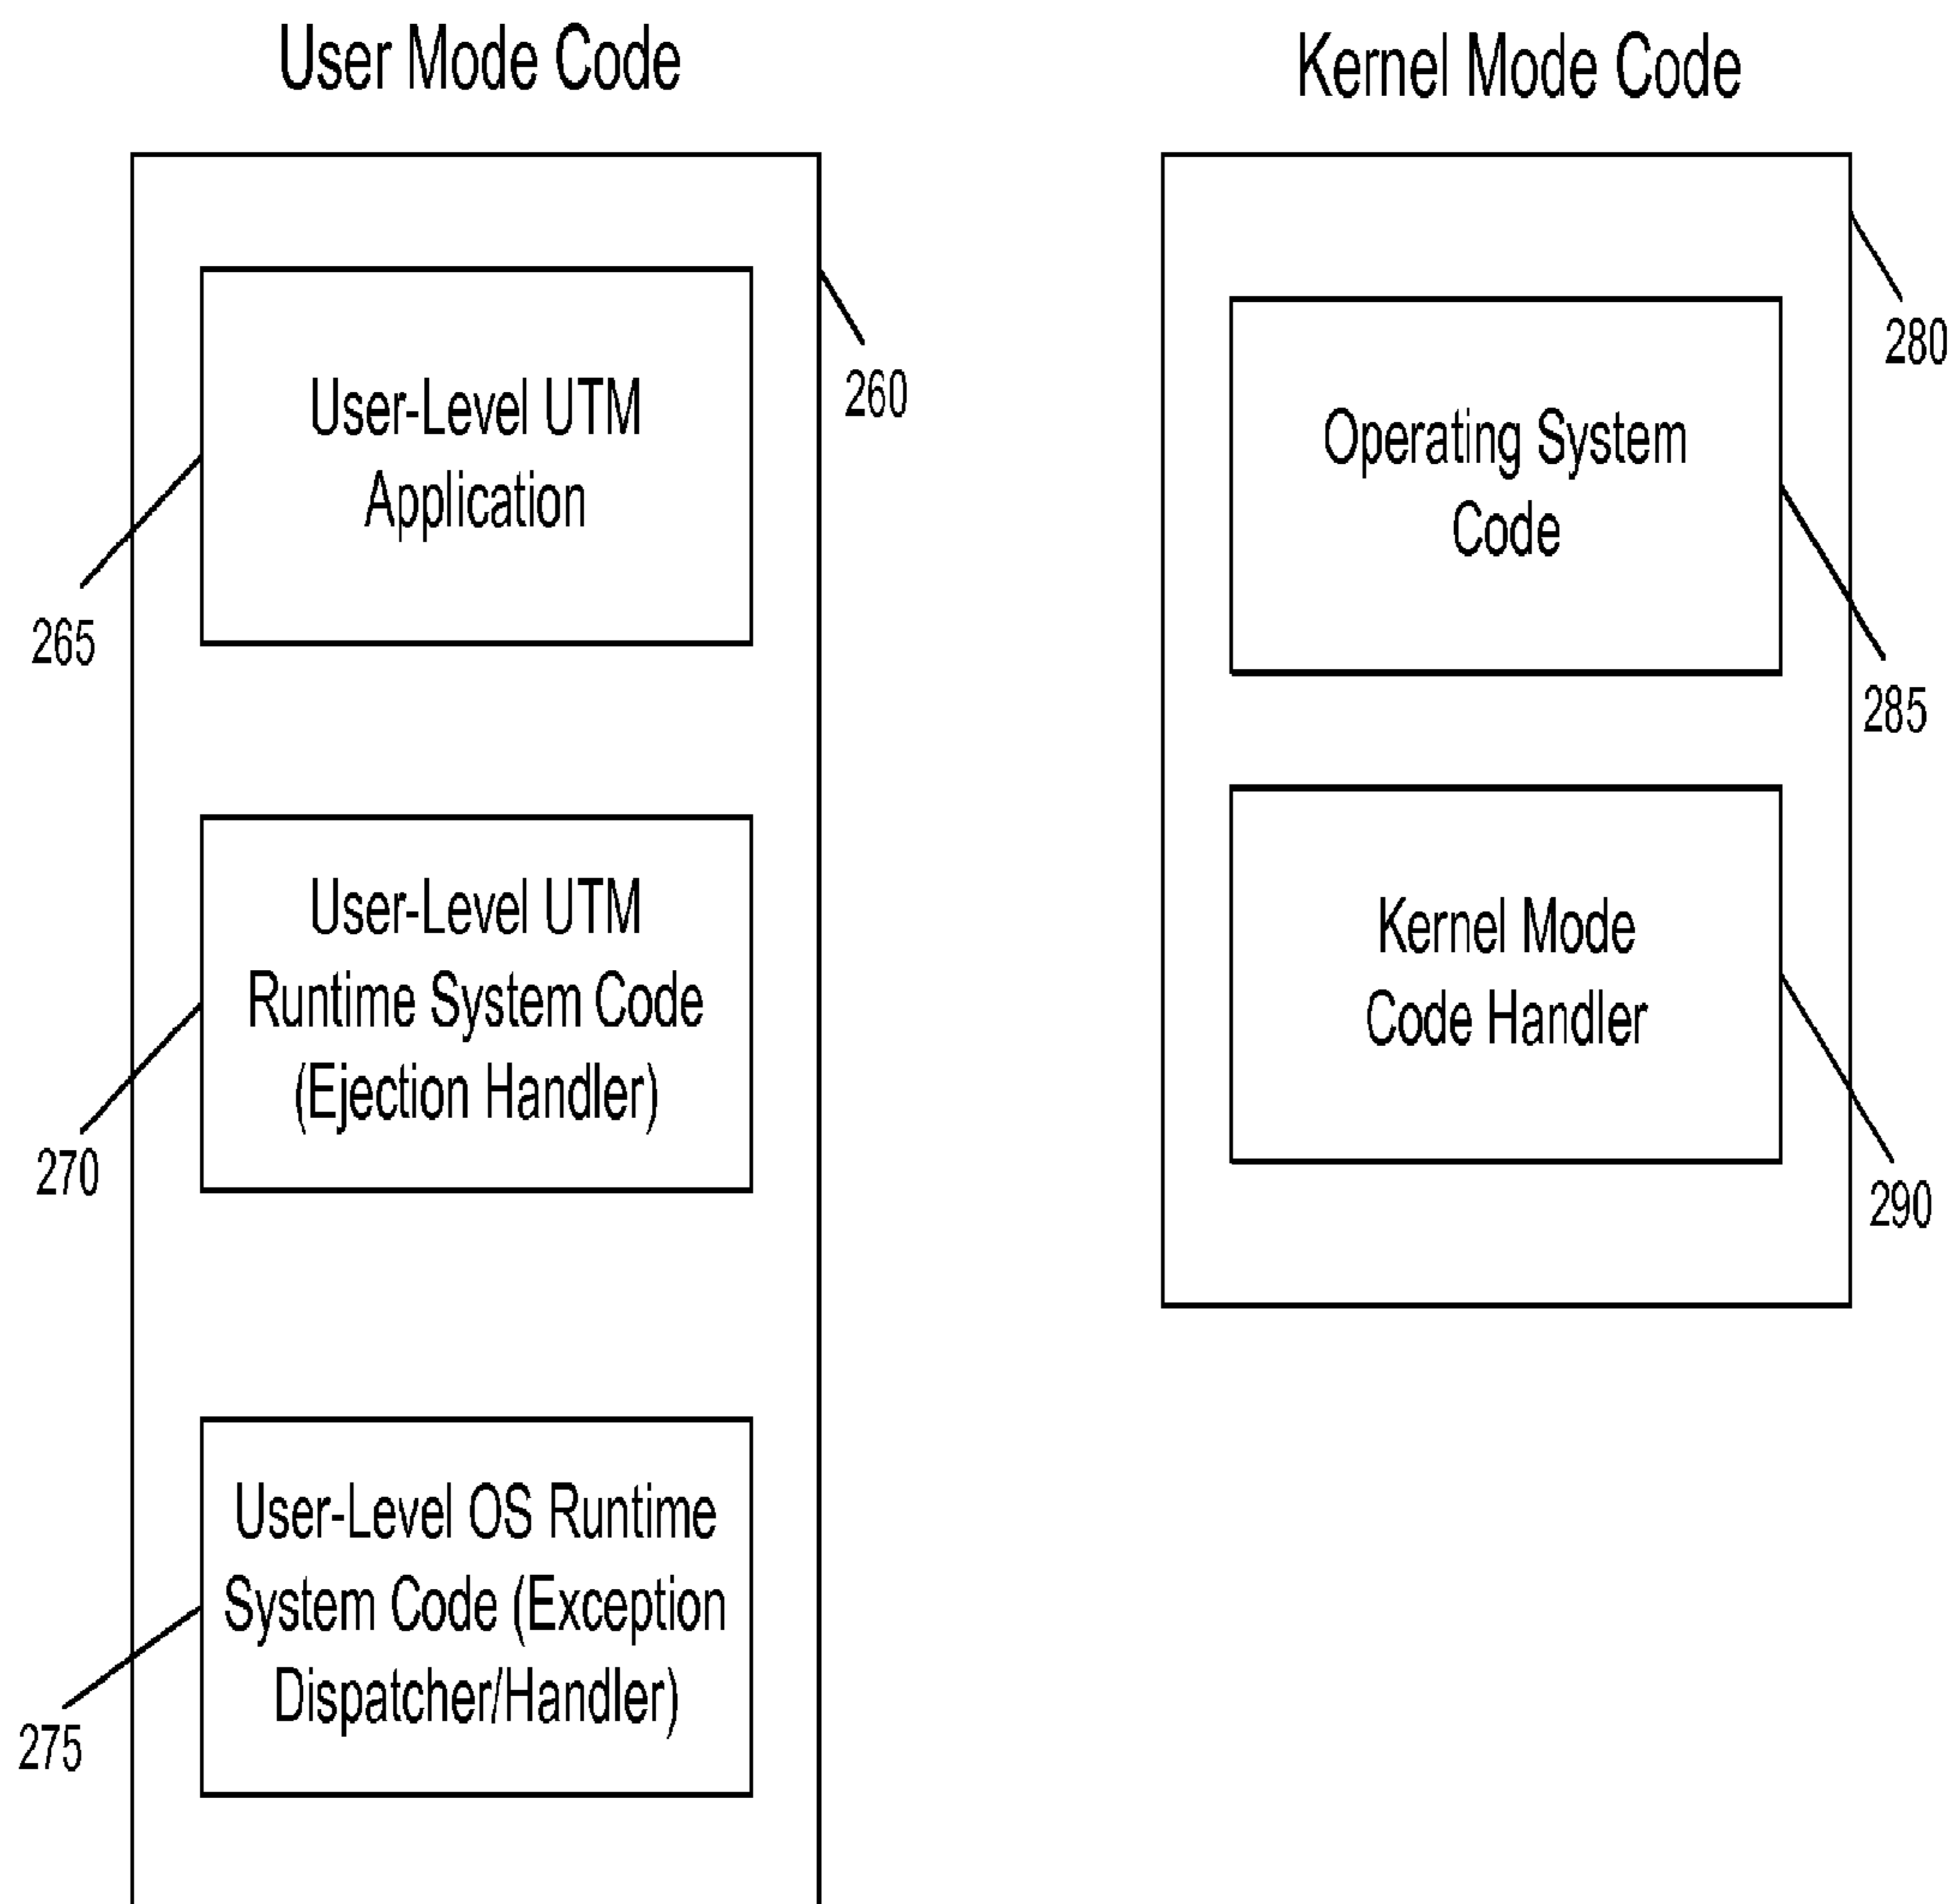 User Mode Code
User-Level UTM
Application
260
265
User-Level UTM
Runtime System Code
(Ejection Handler)
270
User-Level OS Runtime
System Code (Exception
Dispatcher/Handler)
275
Kernel Mode Code
280
Operating System
Code
285
Kernel Mode
Code Handler
290